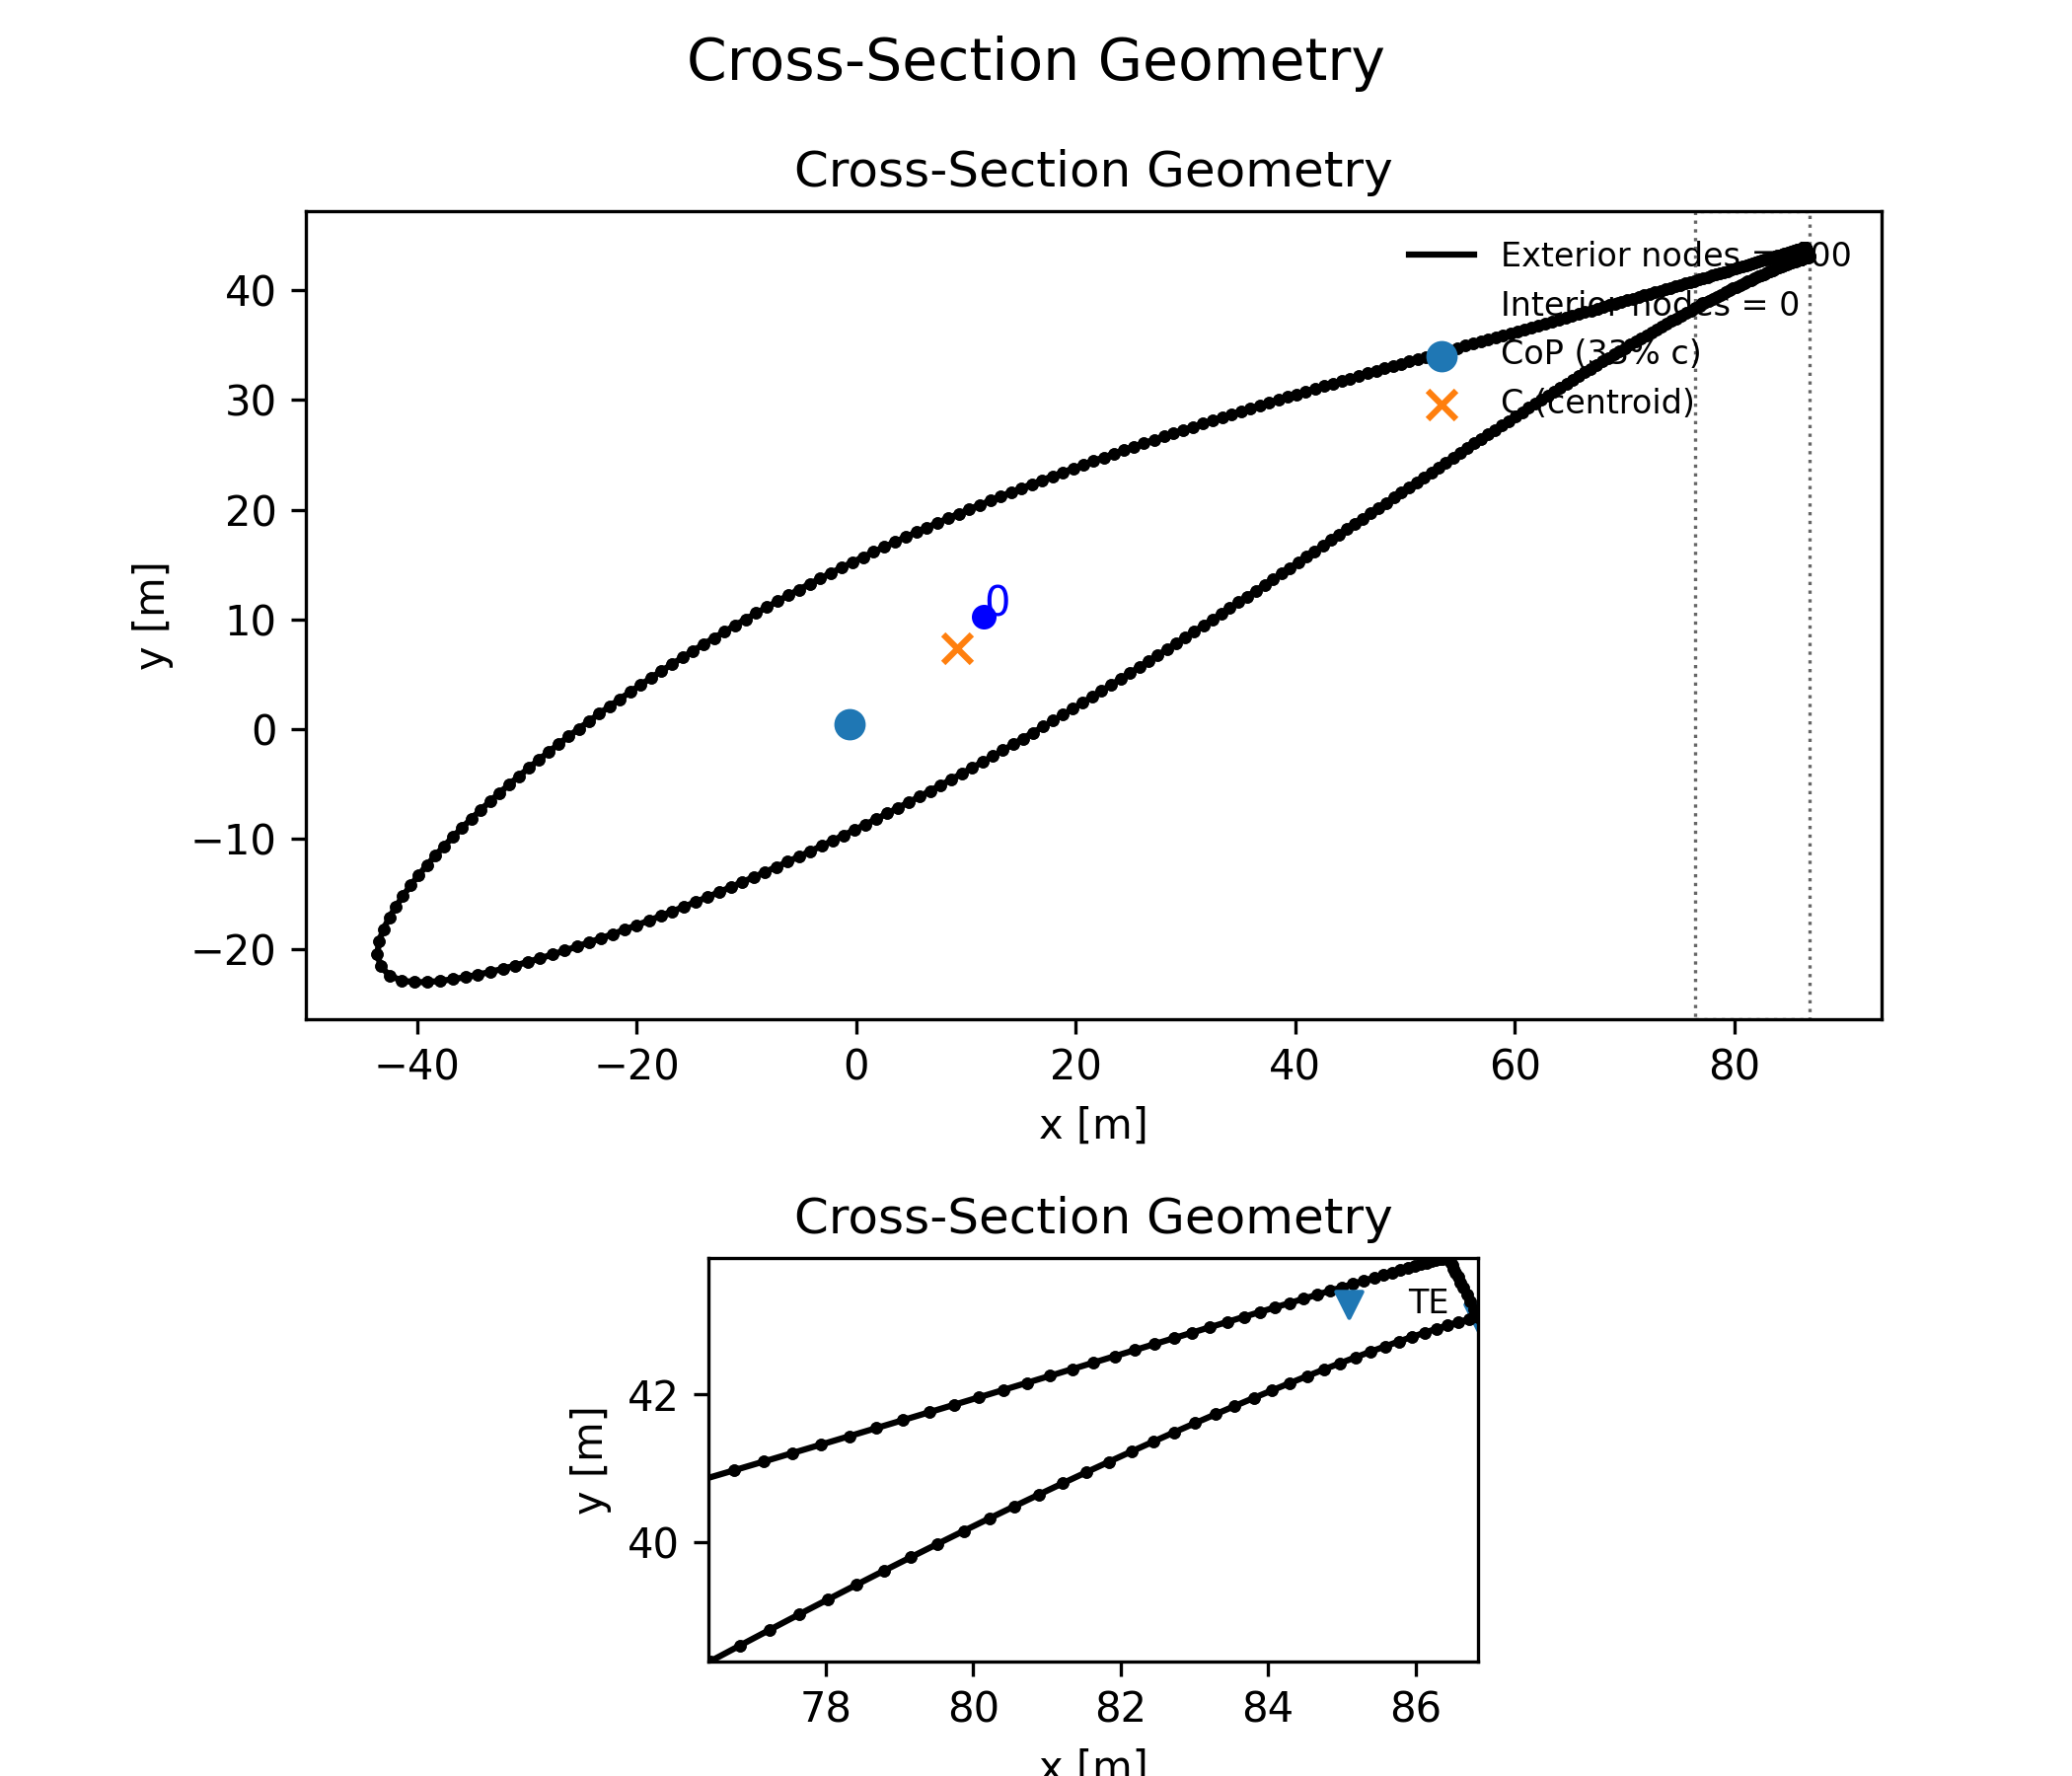 Cross-Section Geometry
Cross-Section Geometry
40
30
20
10
0
−10
−20
y [m]
Exterior nodes = 00
Interior nodes = 0
CoP (33% c)
C (centroid)
0
−40
−20
0
20
40
60
80
x [m]
Cross-Section Geometry
42
40
y [m]
TE
78
80
82
84
86
x [m]